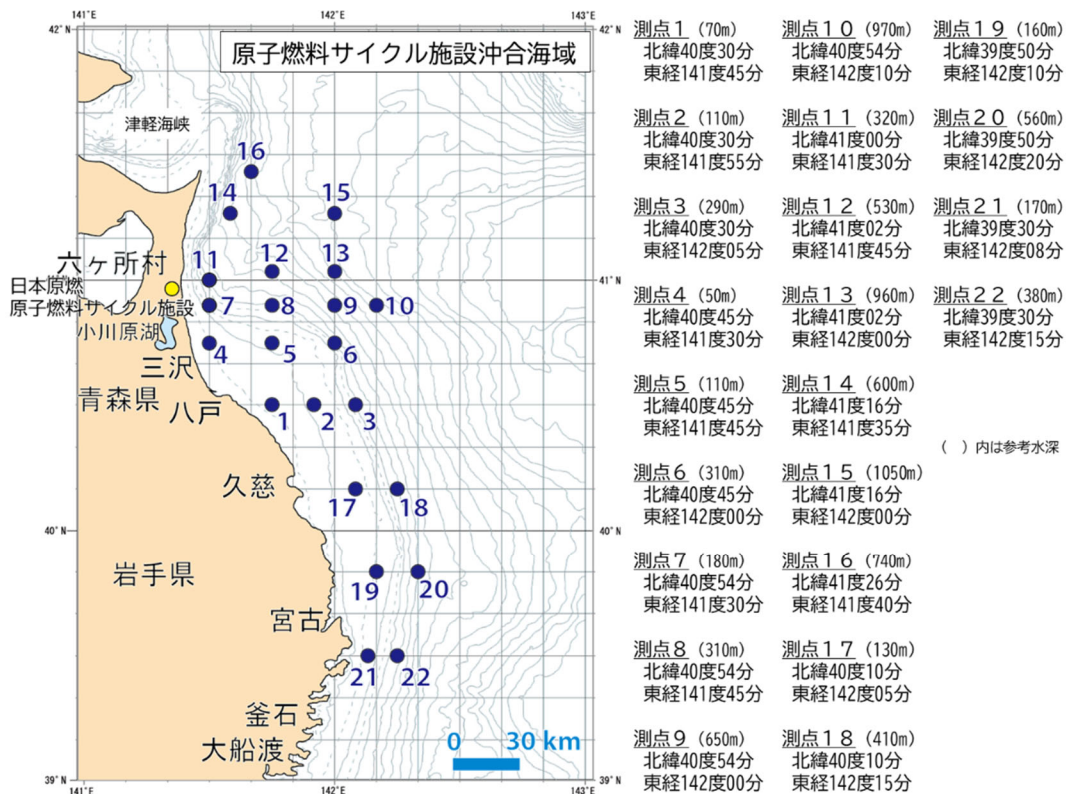 141°E
142°E
143°E
42°N
42°N
原子燃料サイクル施設沖合海域
津軽海峡
16
14
15
12
13
11
六ヶ所村
41°N
日本原燃
原子燃料サイクル施設
7
8
9
10
小川原湖
4
5
6
三沢
青森県
八戸
1
2
3
久慈
17
18
40°N
40°N
岩手県
19
20
宮古
21
22
釜石
大船渡
0 30 km
39°N
39°N
141°E
142°E
143°E
測点1 (70m)
北緯40度30分
東経141度45分
測点2 (110m)
北緯40度30分
東経141度55分
測点3 (290m)
北緯40度30分
東経142度05分
測点4 (50m)
北緯40度45分
東経141度30分
測点5 (110m)
北緯40度45分
東経141度45分
測点6 (310m)
北緯40度45分
東経142度00分
測点7 (180m)
北緯40度54分
東経141度30分
測点8 (310m)
北緯40度54分
東経141度45分
測点9 (650m)
北緯40度54分
東経142度00分
測点10 (970m)
北緯40度54分
東経142度10分
測点11 (320m)
北緯41度00分
東経141度30分
測点12 (530m)
北緯41度02分
東経141度45分
測点13 (960m)
北緯41度02分
東経142度00分
測点14 (600m)
北緯41度16分
東経141度35分
測点15 (1050m)
北緯41度16分
東経142度00分
測点16 (740m)
北緯41度26分
東経141度40分
測点17 (130m)
北緯40度10分
東経142度05分
測点18 (410m)
北緯40度10分
東経142度15分
測点19 (160m)
北緯39度50分
東経142度10分
測点20 (560m)
北緯39度50分
東経142度20分
測点21 (170m)
北緯39度30分
東経142度08分
測点22 (380m)
北緯39度30分
東経142度15分
( )内は参考水深